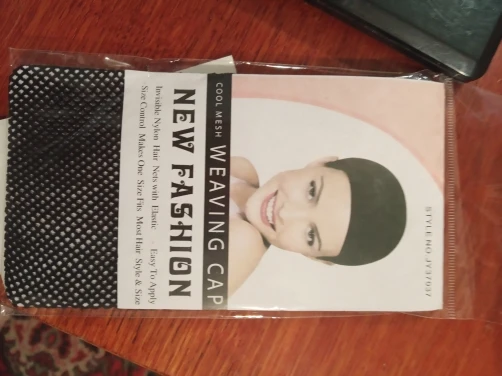 STYLE NO.JY37037
COOL MESH WEAVING CAP
NEW FASHION
Invisible Nylon Hair Nets with Elastic - Easy To Apply
Size Control Makes One Size Fits Most Hair Style & Size